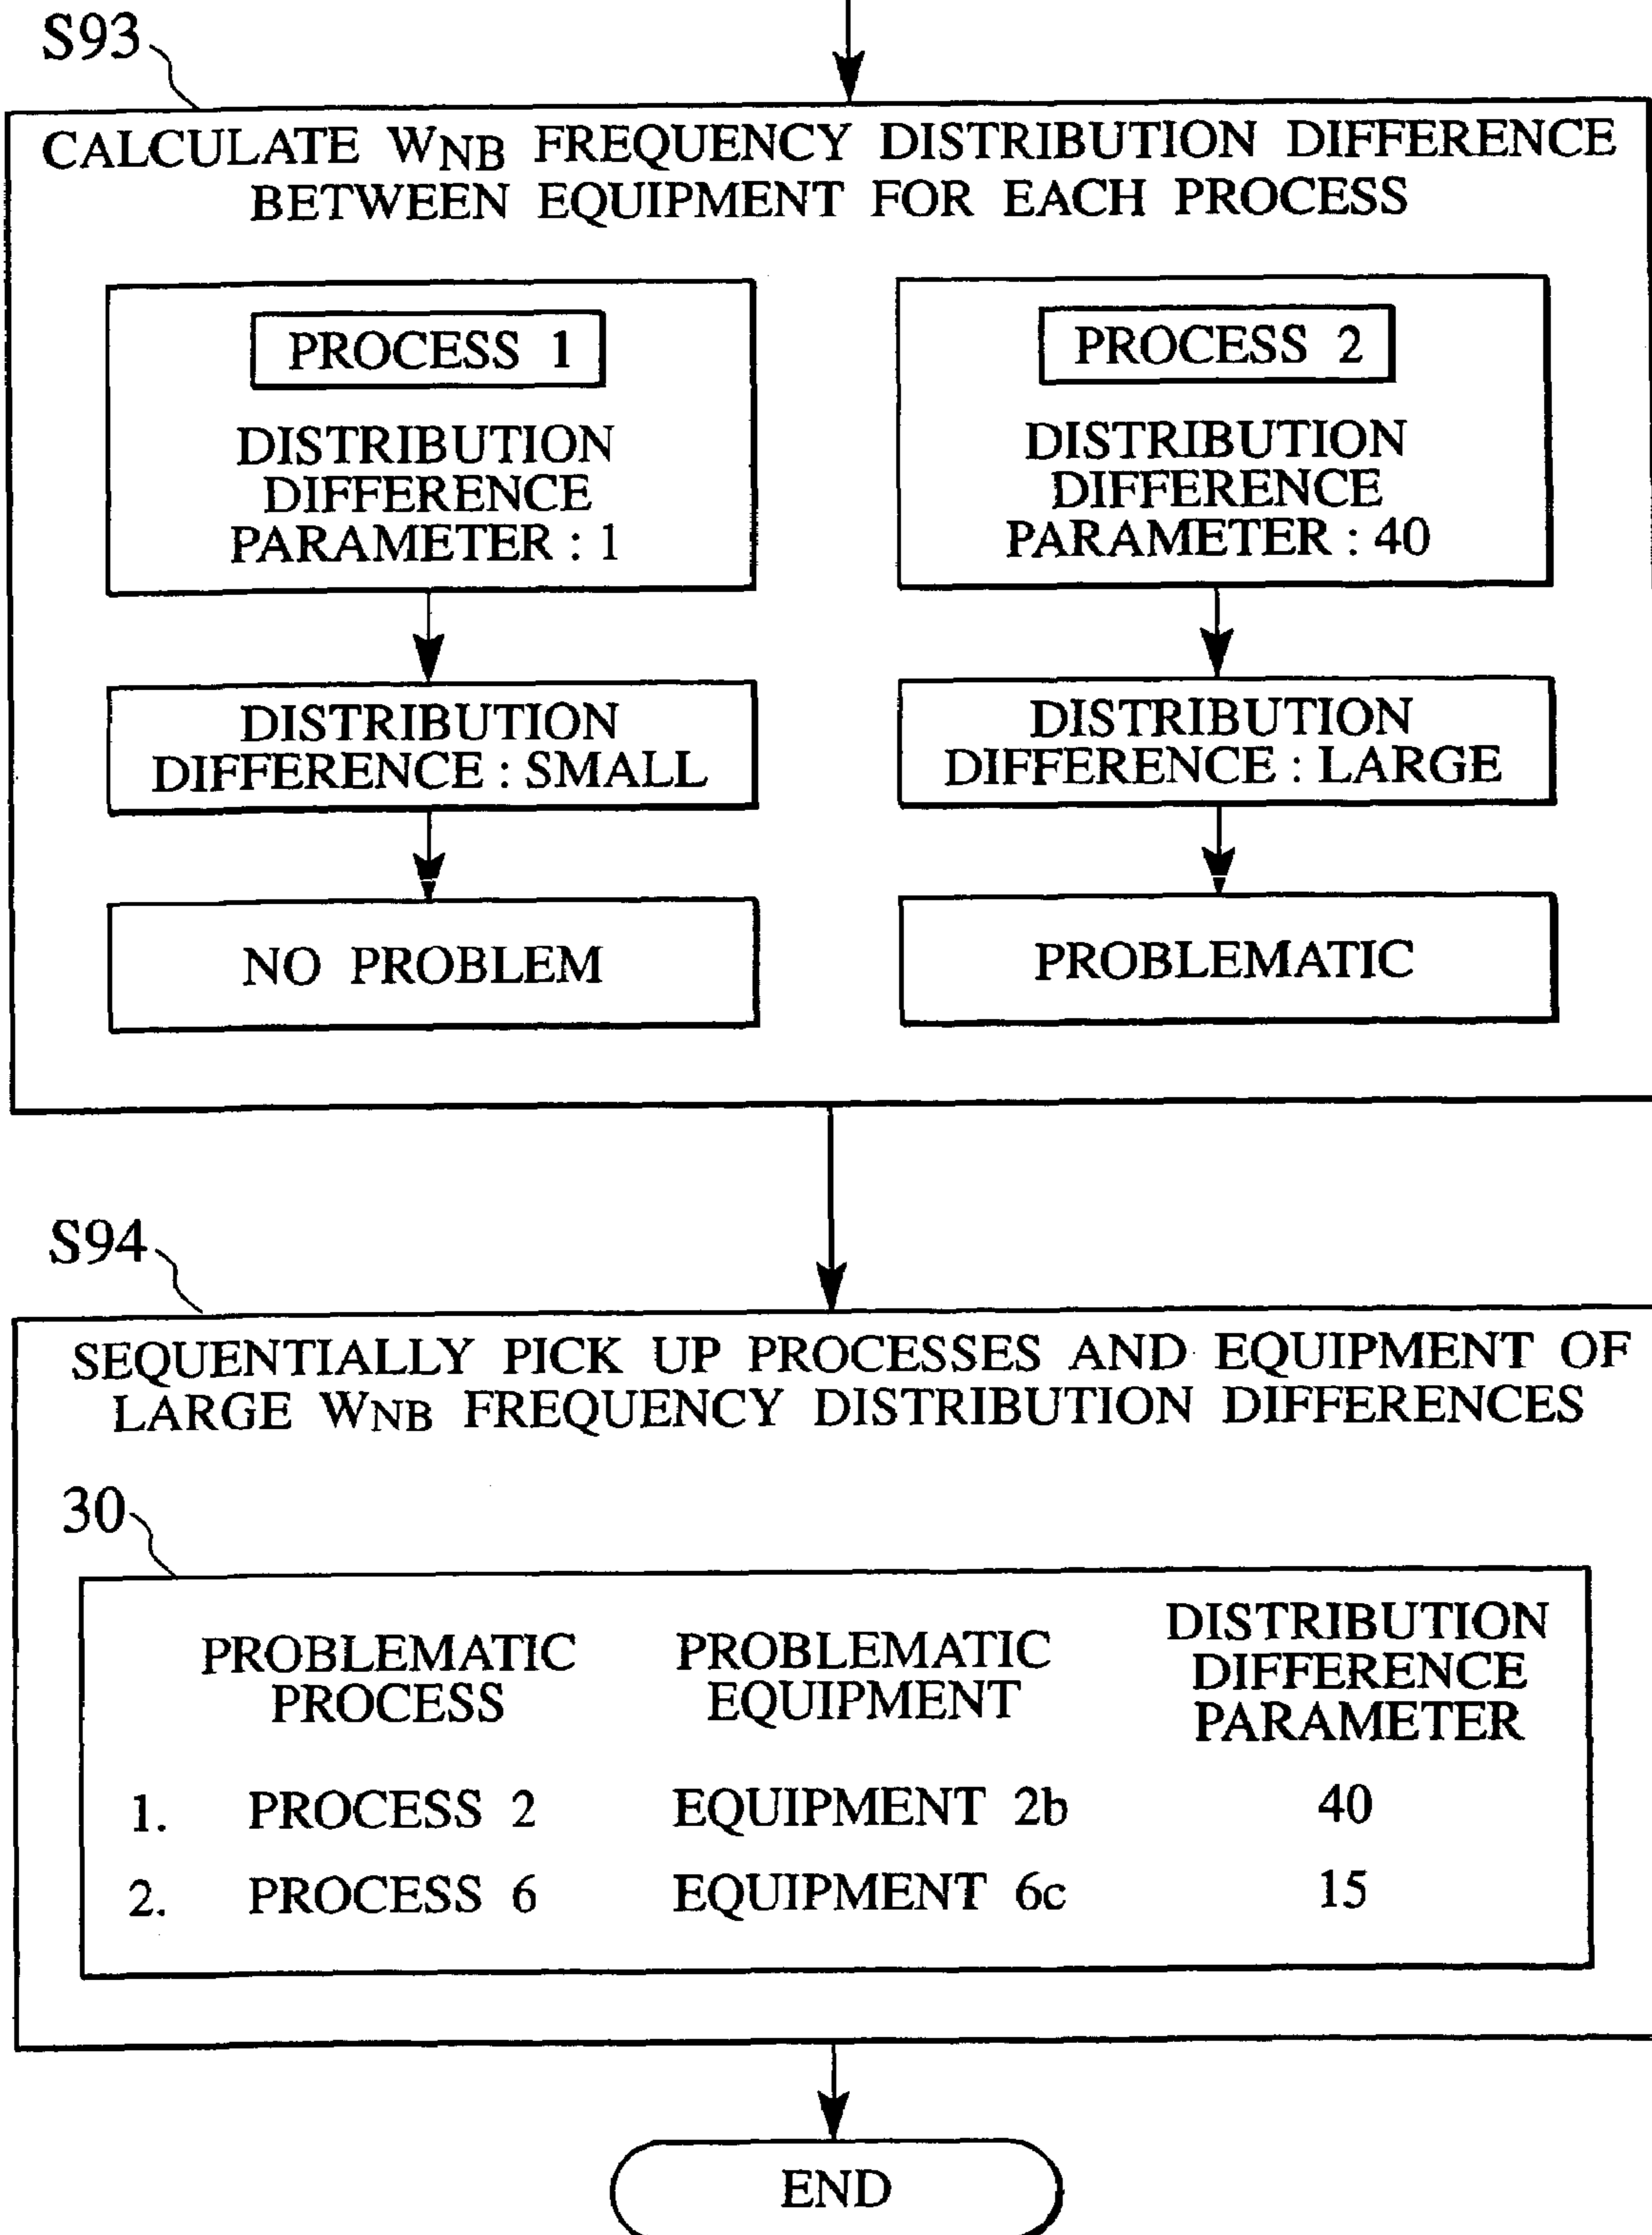 S93
CALCULATE WNB FREQUENCY DISTRIBUTION DIFFERENCE
BETWEEN EQUIPMENT FOR EACH PROCESS
PROCESS 1
DISTRIBUTION
DIFFERENCE
PARAMETER : 1
DISTRIBUTION
DIFFERENCE : SMALL
NO PROBLEM
PROCESS 2
DISTRIBUTION
DIFFERENCE
PARAMETER : 40
DISTRIBUTION
DIFFERENCE : LARGE
PROBLEMATIC
S94
SEQUENTIALLY PICK UP PROCESSES AND EQUIPMENT OF
LARGE WNB FREQUENCY DISTRIBUTION DIFFERENCES
30
PROBLEMATIC
PROCESS
PROBLEMATIC
EQUIPMENT
DISTRIBUTION
DIFFERENCE
PARAMETER
1. PROCESS 2 EQUIPMENT 2b 40
2. PROCESS 6 EQUIPMENT 6c 15
END